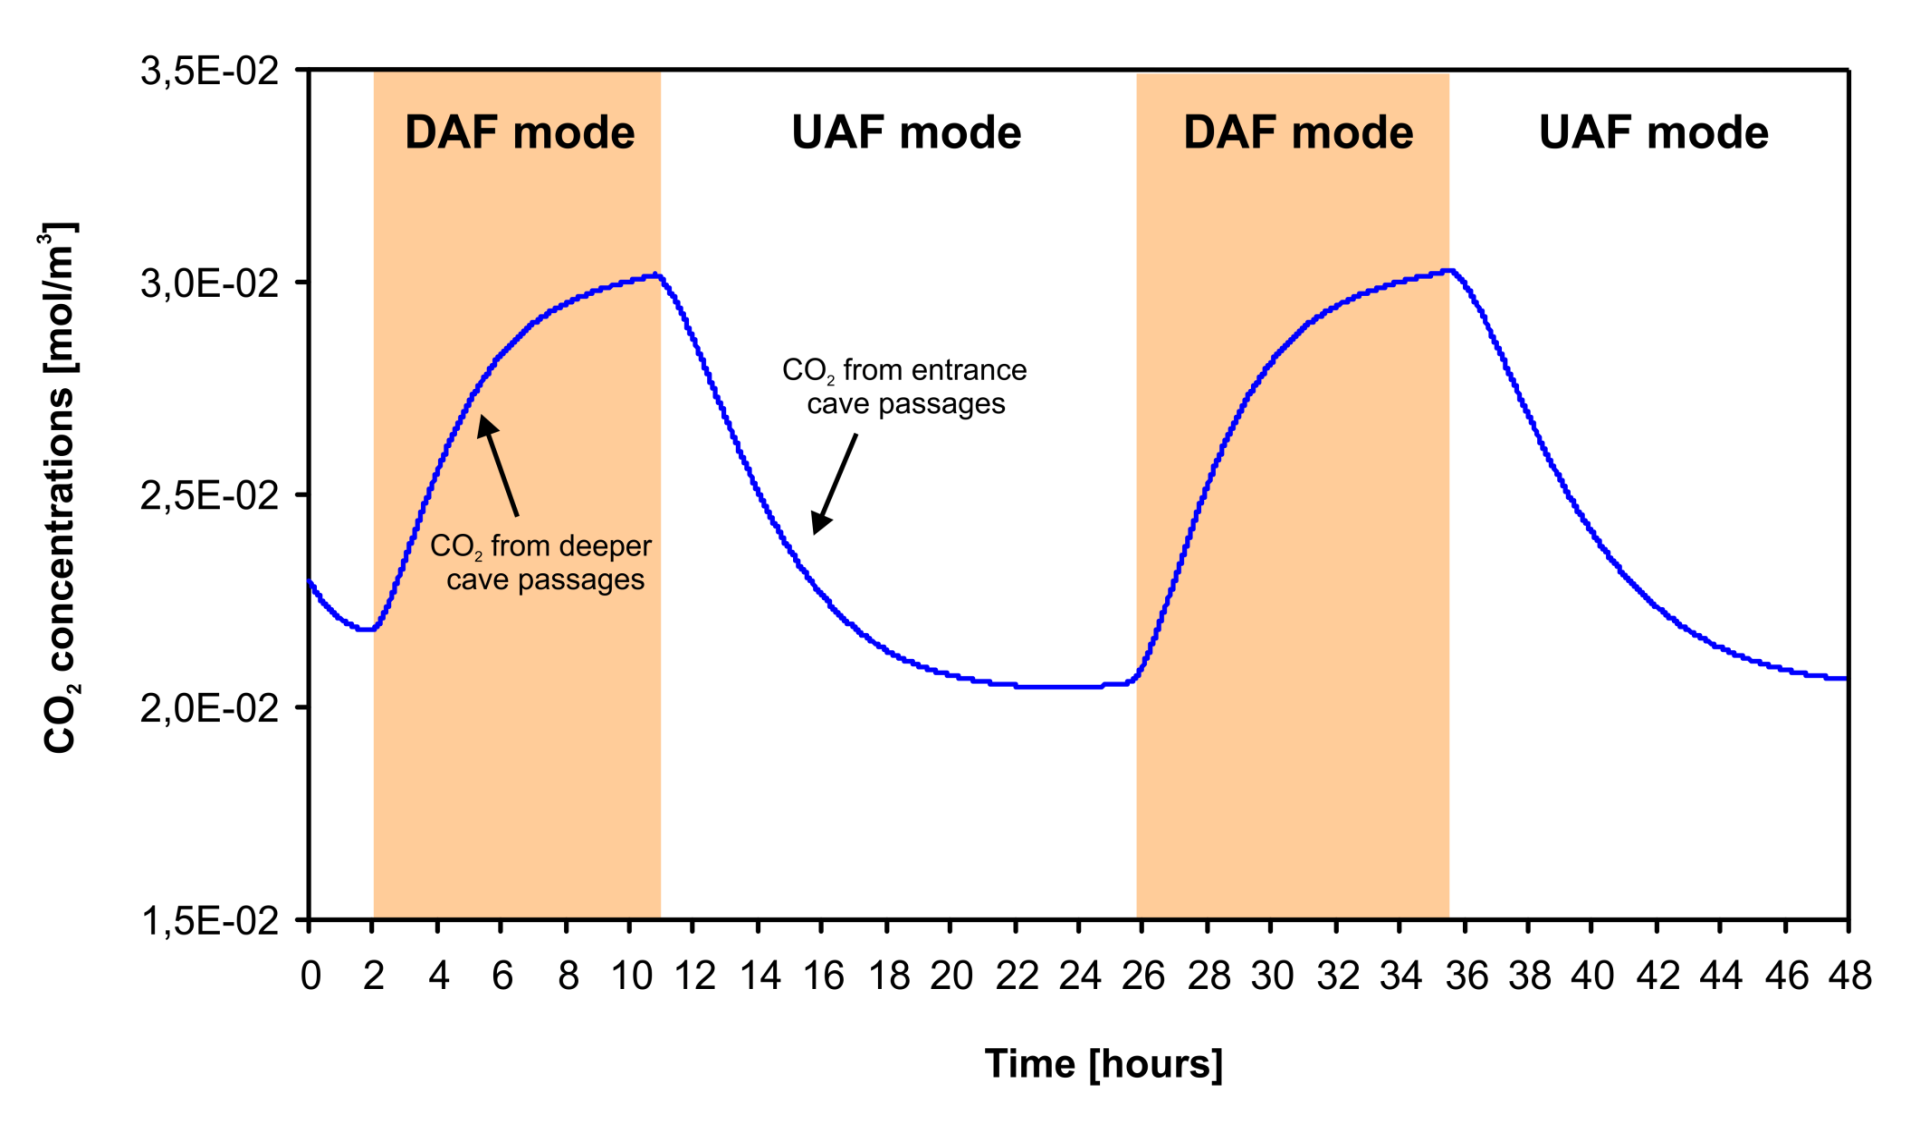 3,5E-02
DAF mode
UAF mode
DAF mode
UAF mode
3,0E-02
CO₂ concentrations [mol/m³]
CO₂ from entrance
cave passages
2,5E-02
CO₂ from deeper
cave passages
2,0E-02
1,5E-02
0 2 4 6 8 10 12 14 16 18 20 22 24 26 28 30 32 34 36 38 40 42 44 46 48
Time [hours]